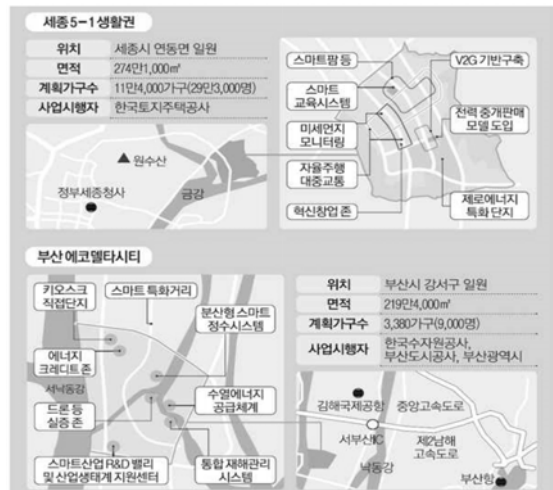 세종 5-1 생활권
위치 세종시 연동면 일원
면적 274만1,000㎡
계획가구수 11만4,000가구(29만3,000명)
사업시행자 한국토지주택공사
원수산
정부세종청사
금강
스마트팜 등
V2G 기반구축
스마트
교육시스템
미세먼지
모니터링
전력 중개판매
모델 도입
자율주행
대중교통
혁신창업 존
제로에너지
특화 단지
부산 에코델타시티
키오스크
직접단지
스마트 특화거리
분산형 스마트
정수시스템
에너지
크레디트 존
서낙동강
드론 등
실증 존
수열에너지
공급체계
스마트산업 R&D 밸리
및 산업생태계 지원센터
통합 재해관리
시스템
위치 부산시 강서구 일원
면적 219만4,000㎡
계획가구수 3,380가구(9,000명)
사업시행자 한국수자원공사,
부산도시공사, 부산광역시
김해국제공항
중앙고속도로
서부산IC
제2남해
고속도로
낙동강
부산항